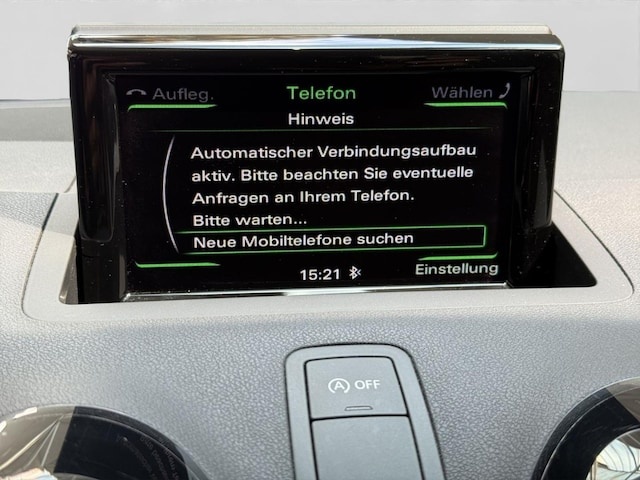 Aufleg. Telefon Wählen
Hinweis
Automatischer Verbindungsaufbau
aktiv. Bitte beachten Sie eventuelle
Anfragen an Ihrem Telefon.
Bitte warten...
Neue Mobiltelefone suchen
15:21 Einstellung
A OFF